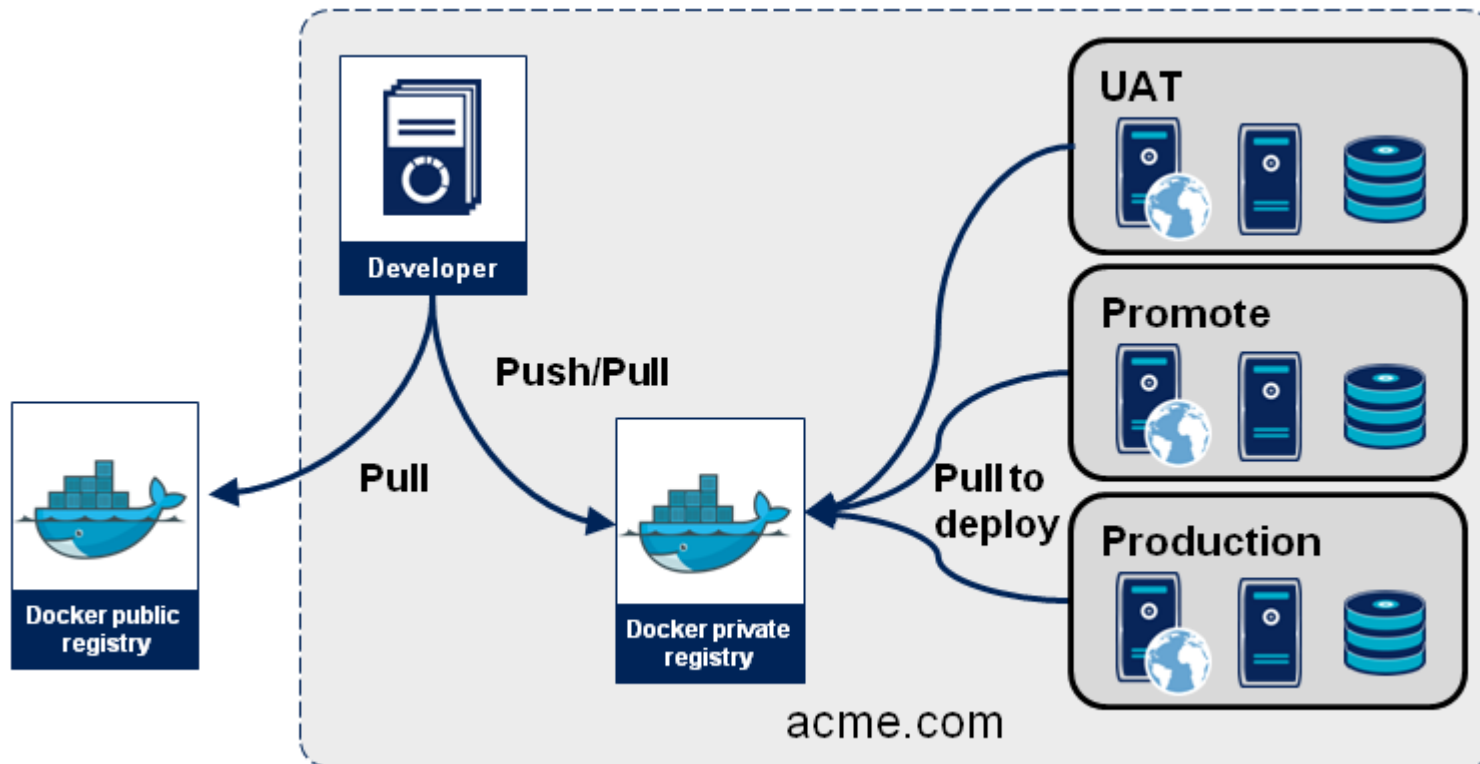 UAT
Developer
Promote
Push/Pull
Pull
Pull to
deploy
Production
Docker public
registry
Docker private
registry
acme.com